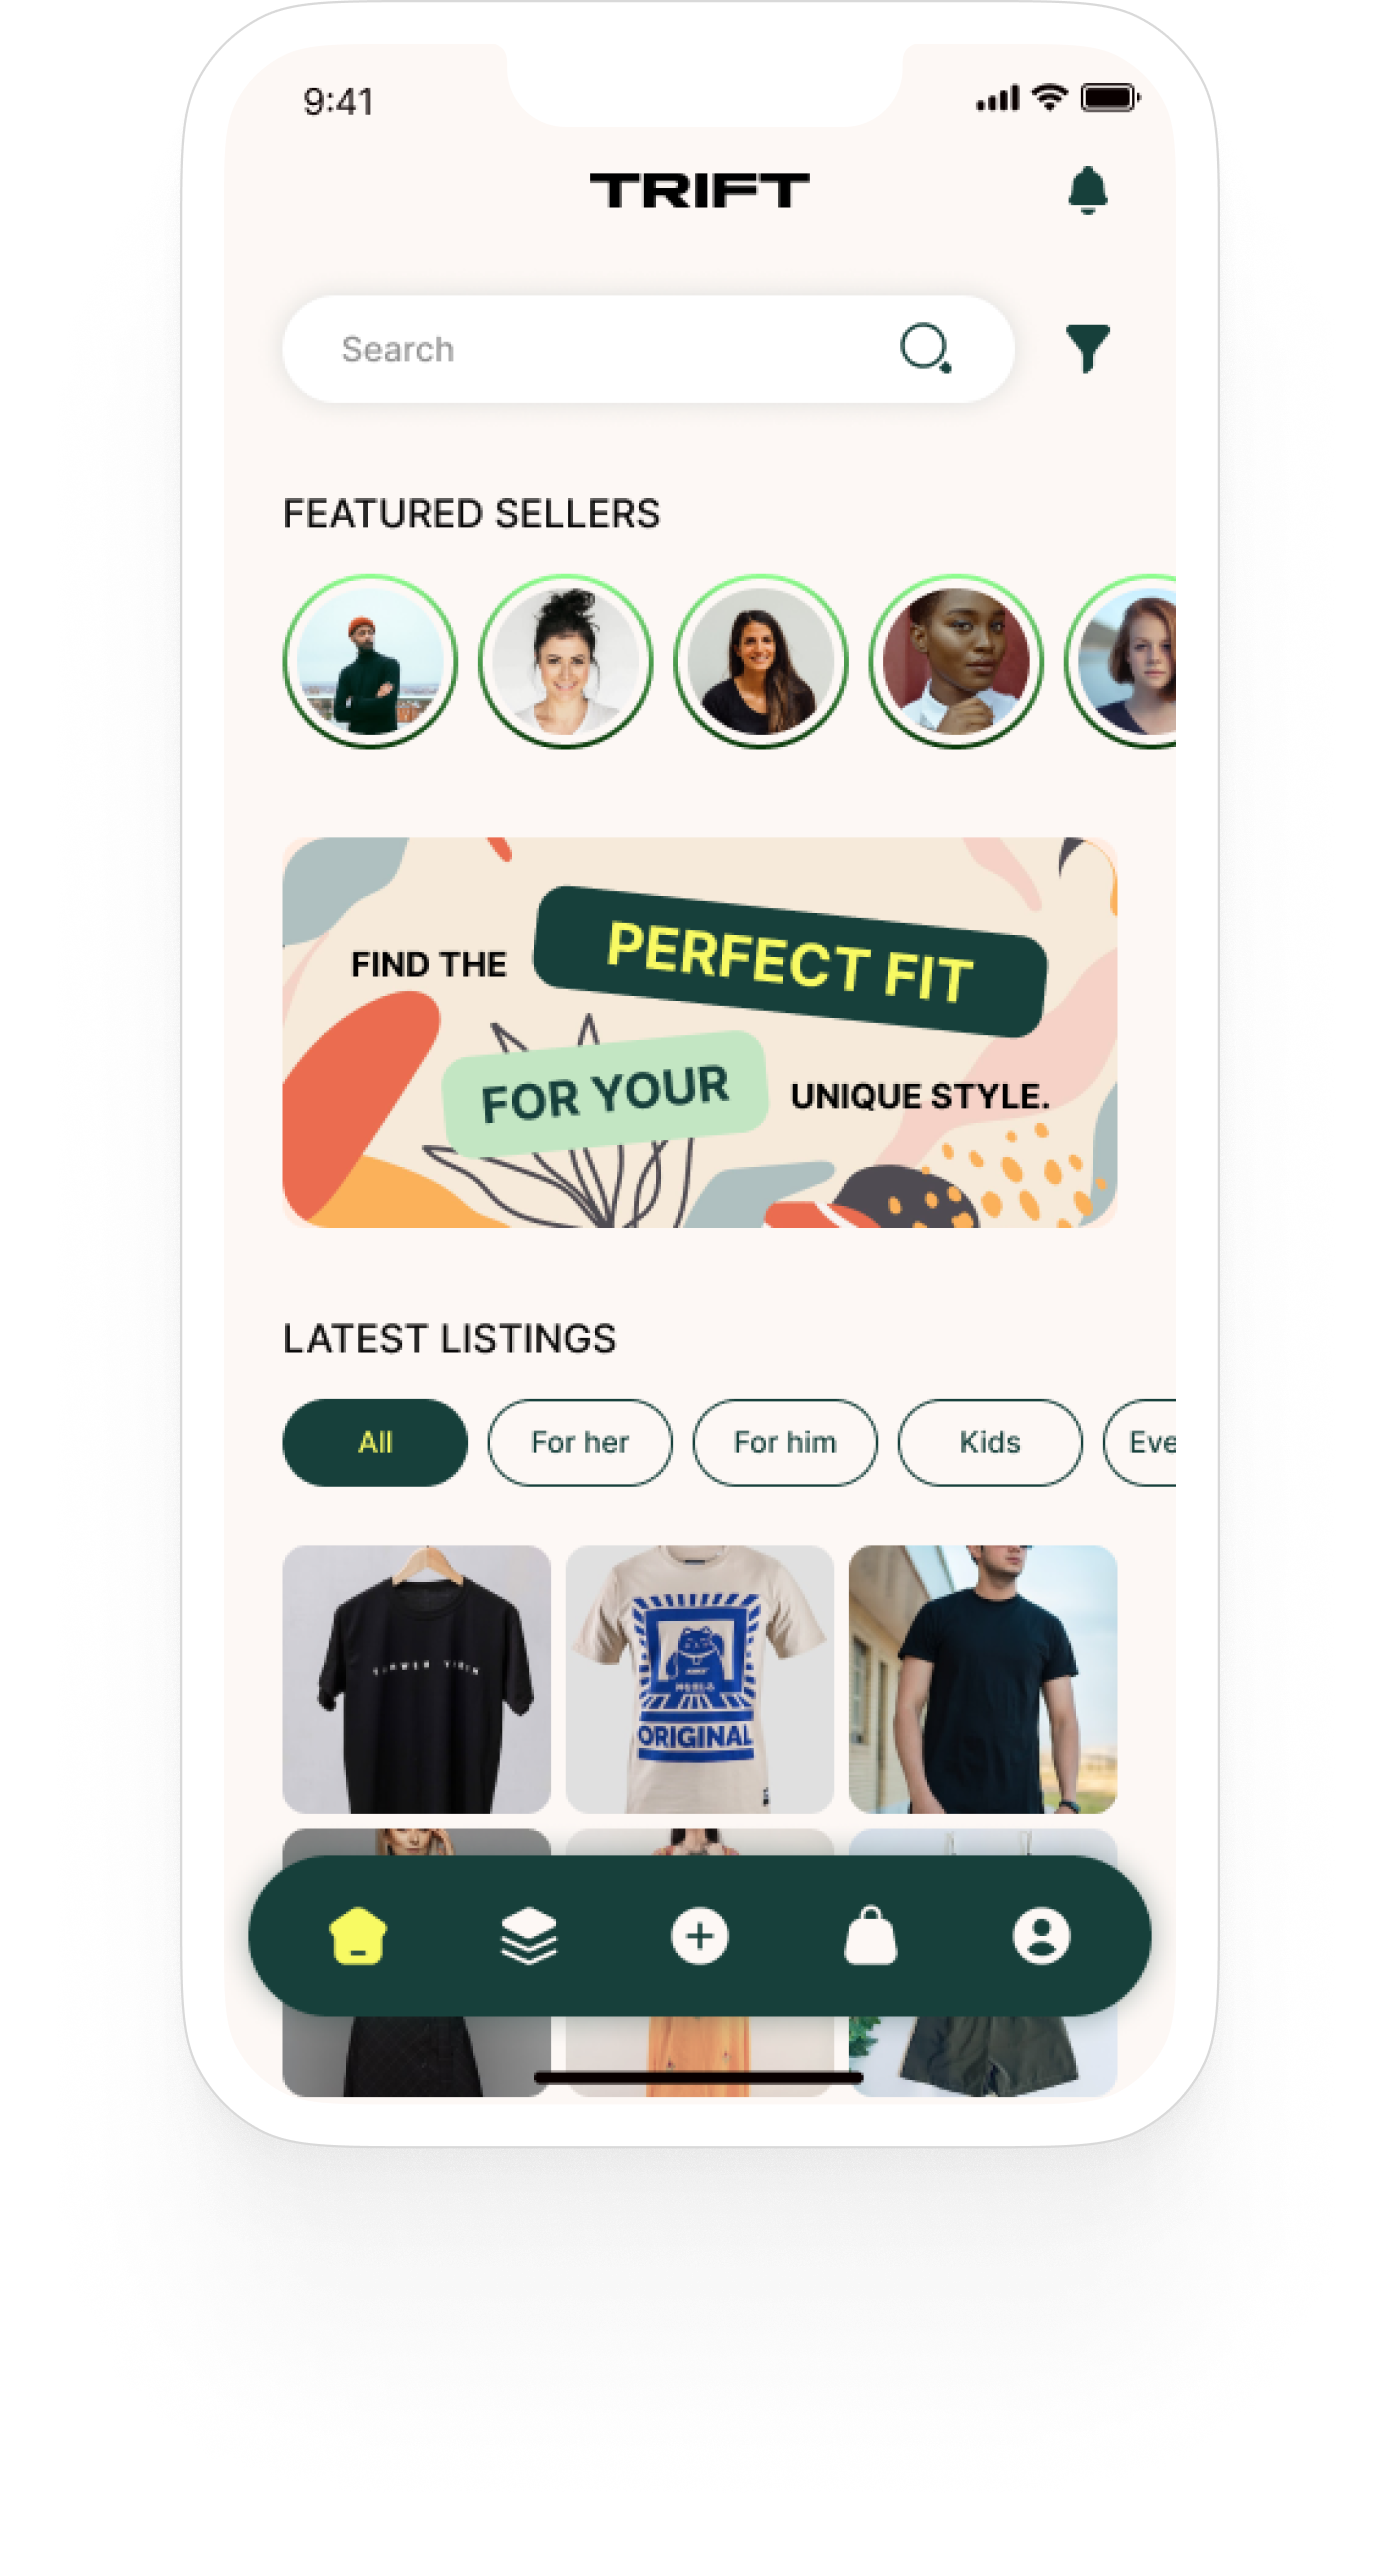 9:41
TRIFT
Search
FEATURED SELLERS
FIND THE PERFECT FIT
FOR YOUR UNIQUE STYLE.
LATEST LISTINGS
All For her For him Kids Eve
ORIGINAL